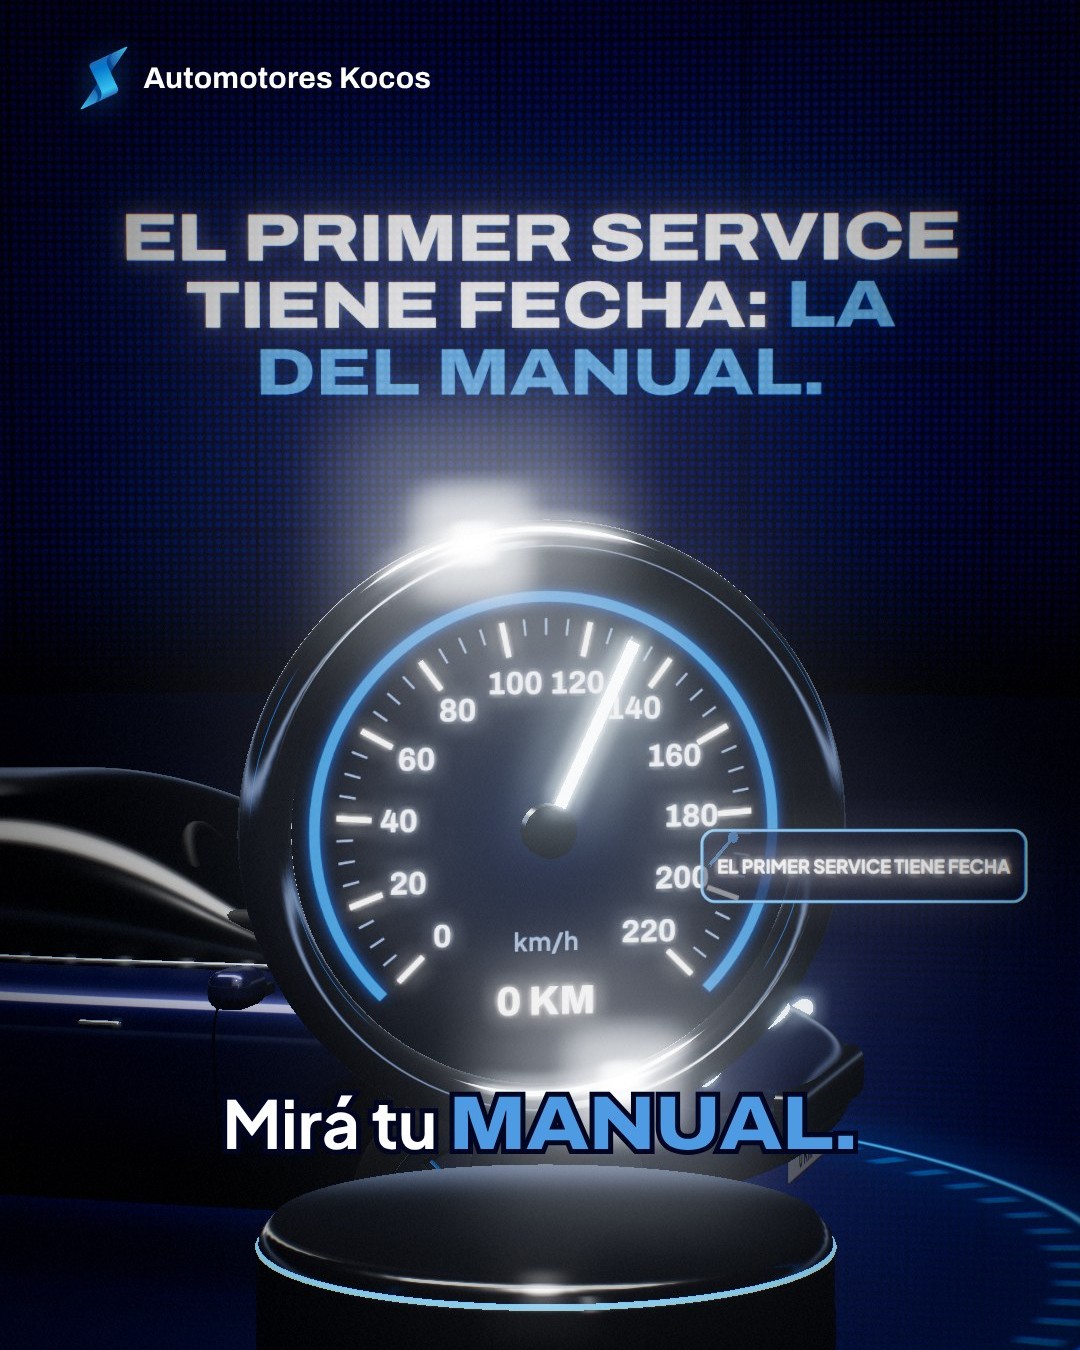 Automotores Kocos
EL PRIMER SERVICE
TIENE FECHA: LA
DEL MANUAL.
100 120
80
140
60
160
40
180
EL PRIMER SERVICE TIENE FECHA
20
200
0
220
km/h
0 KM
Mirá tu MANUAL.